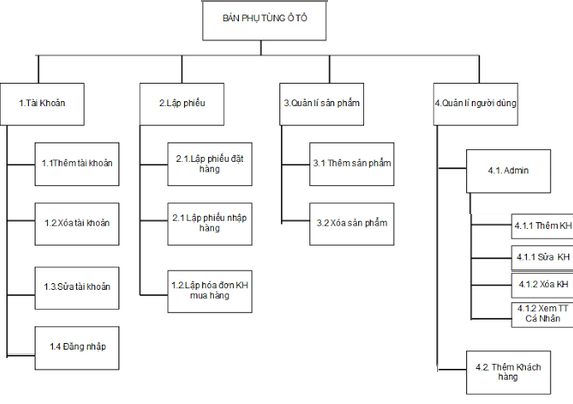 BÁN PHỤ TÙNG Ô TÔ
1.Tài Khoản
2.Lập phiếu
3.Quản lí sản phẩm
4.Quản lí người dùng
1.1Thêm tài khoản
1.2.Xóa tài khoản
1.3.Sửa tài khoản
1.4 Đăng nhập
2.1.Lập phiếu đặt
hàng
2.1 Lập phiếu nhập
hàng
1.2.Lập hóa đơn KH
mua hàng
3.1 Thêm sản phẩm
3.2 Xóa sản phẩm
4.1. Admin
4.1.1 Thêm KH
4.1.1 Sửa KH
4.1.2 Xóa KH
4.1.2 Xem TT
Cá Nhân
4.2. Thêm Khách
hàng